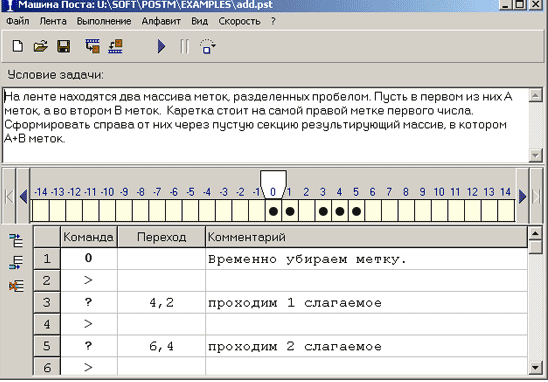 Машина Поста: U:\SOFT\POSTM\EXAMPLES\add.pst
Файл Лента Выполнение Алфавит Вид Скорость ?
Условие задачи:
На ленте находятся два массива меток, разделенных пробелом. Пусть в первом из них A
меток, а во втором B меток. Каретка стоит на самой правой метке первого числа.
Сформировать справа от них через пустую секцию результирующий массив, в котором
A+B меток.
-14 -13 -12 -11 -10 -9 -8 -7 -6 -5 -4 -3 -2 -1 0 1 2 3 4 5 6 7 8 9 10 11 12 13 14
Команда Переход Комментарий
1 0 Временно убираем метку.
2 >
3 ? 4,2 проходим 1 слагаемое
4 >
5 ? 6,4 проходим 2 слагаемое
6 >